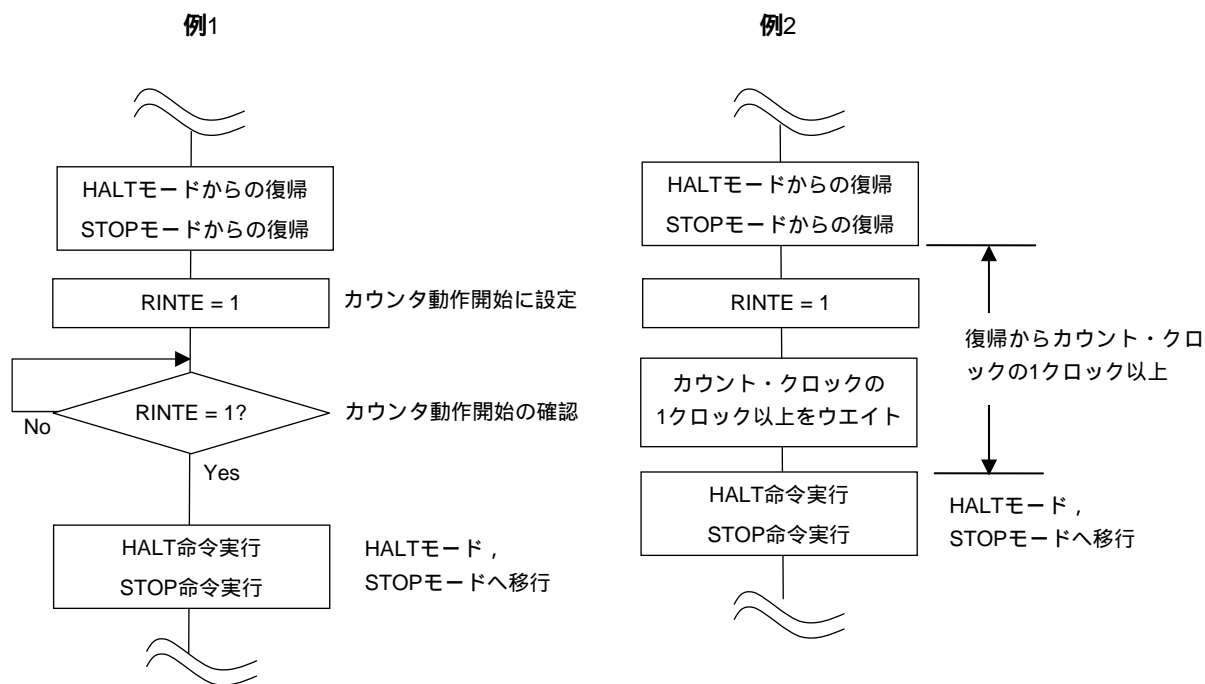 例1
HALTモードからの復帰
STOPモードからの復帰
RINTE = 1
カウンタ動作開始に設定
RINTE = 1?
カウンタ動作開始の確認
No
Yes
HALT命令実行
STOP命令実行
HALTモード，
STOPモードへ移行
例2
HALTモードからの復帰
STOPモードからの復帰
RINTE = 1
カウント・クロックの
1クロック以上をウエイト
復帰からカウント・クロ
ックの1クロック以上
HALT命令実行
STOP命令実行
HALTモード，
STOPモードへ移行